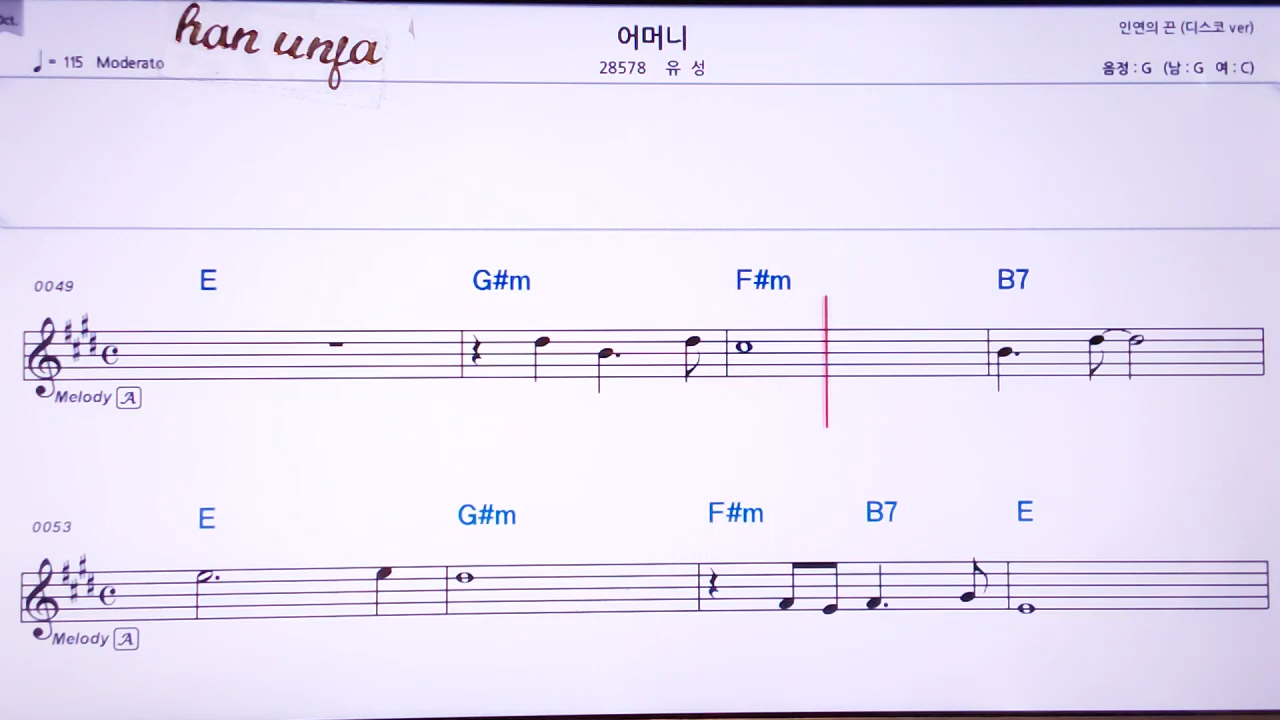 Oct.
han unja
♩= 115 Moderato
어머니
28578 유 성
인연의 끈 (디스코 ver)
음정 : G (남 : G 여 : C)
0049 E G#m F#m B7
Melody A
0053 E G#m F#m B7 E
Melody A